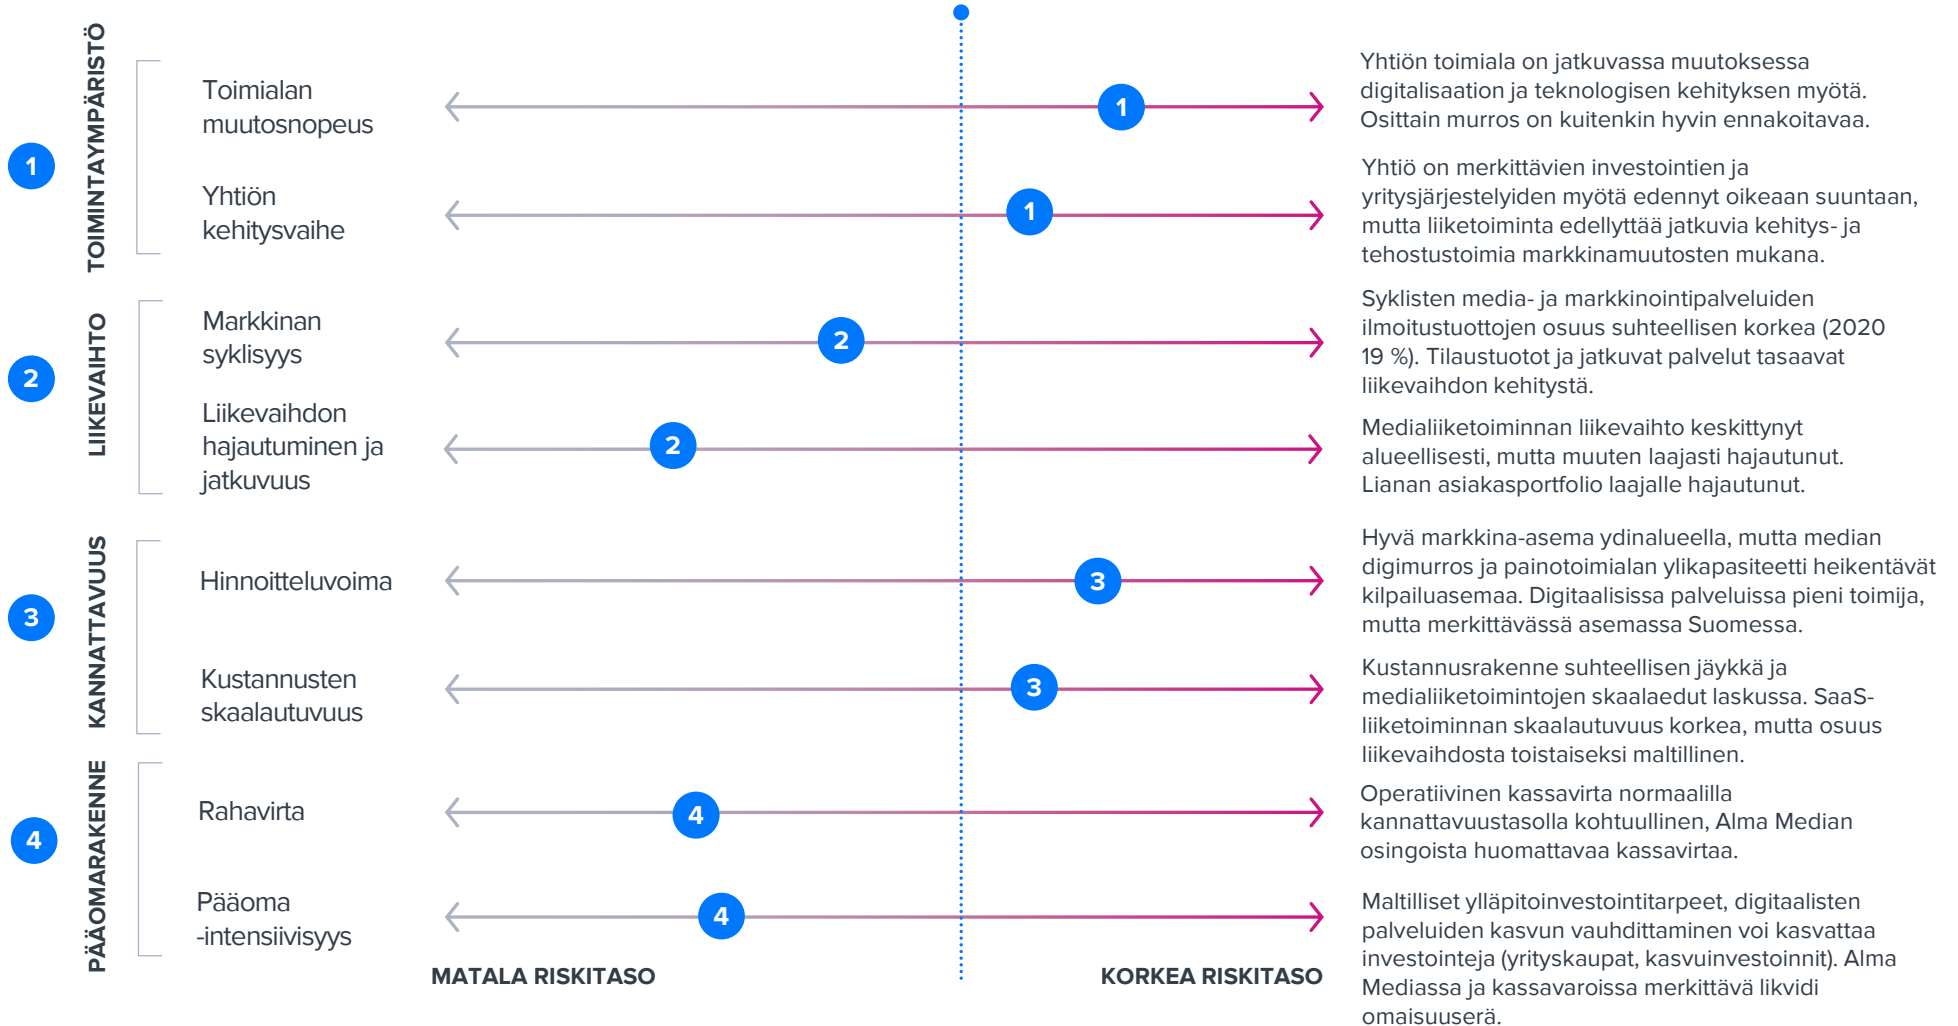 1
TOIMINTAYMPÄRISTÖ
Toimialan
muutosnopeus
1
Yhtiön toimiala on jatkuvassa muutoksessa
digitalisaation ja teknologisen kehityksen myötä.
Osittain murros on kuitenkin hyvin ennakoitavaa.
Yhtiön
kehitysvaihe
1
Yhtiö on merkittävien investointien ja
yritysjärjestelyiden myötä edennyt oikeaan suuntaan,
mutta liiketoiminta edellyttää jatkuvia kehitys- ja
tehostustoimia markkinamuutosten mukana.
2
LIIKEVAIHTO
Markkinan
syklisyys
2
Syklisten media- ja markkinointipalveluiden
ilmoitustuottojen osuus suhteellisen korkea (2020
19 %). Tilaustuotot ja jatkuvat palvelut tasaavat
liikevaihdon kehitystä.
Liikevaihdon
hajautuminen ja
jatkuvuus
2
Medialiiketoiminnan liikevaihto keskittynyt
alueellisesti, mutta muuten laajasti hajautunut.
Lianan asiakasportfolio laajalle hajautunut.
3
KANNATTAVUUS
Hinnoitteluvoima
3
Hyvä markkina-asema ydinalueella, mutta median
digimurros ja painotoimialan ylikapasiteetti heikentävät
kilpailuasemaa. Digitaalisissa palveluissa pieni toimija,
mutta merkittävässä asemassa Suomessa.
Kustannusten
skaalautuvuus
3
Kustannusrakenne suhteellisen jäykkä ja
medialiiketoimintojen skaalaedut laskussa. SaaS-
liiketoiminnan skaalautuvuus korkea, mutta osuus
liikevaihdosta toistaiseksi maltillinen.
4
PÄÄOMARAKENNE
Rahavirta
4
Operatiivinen kassavirta normaalilla
kannattavuustasolla kohtuullinen, Alma Median
osingoista huomattavaa kassavirtaa.
Pääoma
-intensiivisyys
4
Maltilliset ylläpitoinvestointitarpeet, digitaalisten
palveluiden kasvun vauhdittaminen voi kasvattaa
investointeja (yrityskaupat, kasvuinvestoinnit). Alma
Mediassa ja kassavaroissa merkittävä likvidi
omaisuuserä.
MATALA RISKITASO
KORKEA RISKITASO